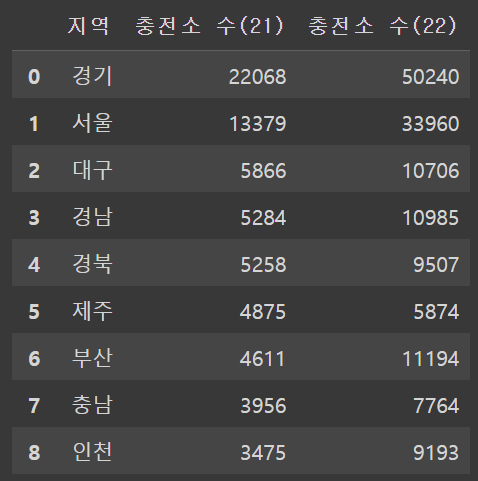 지역 충전소 수(21) 충전소 수(22)
0 경기 22068 50240
1 서울 13379 33960
2 대구 5866 10706
3 경남 5284 10985
4 경북 5258 9507
5 제주 4875 5874
6 부산 4611 11194
7 충남 3956 7764
8 인천 3475 9193